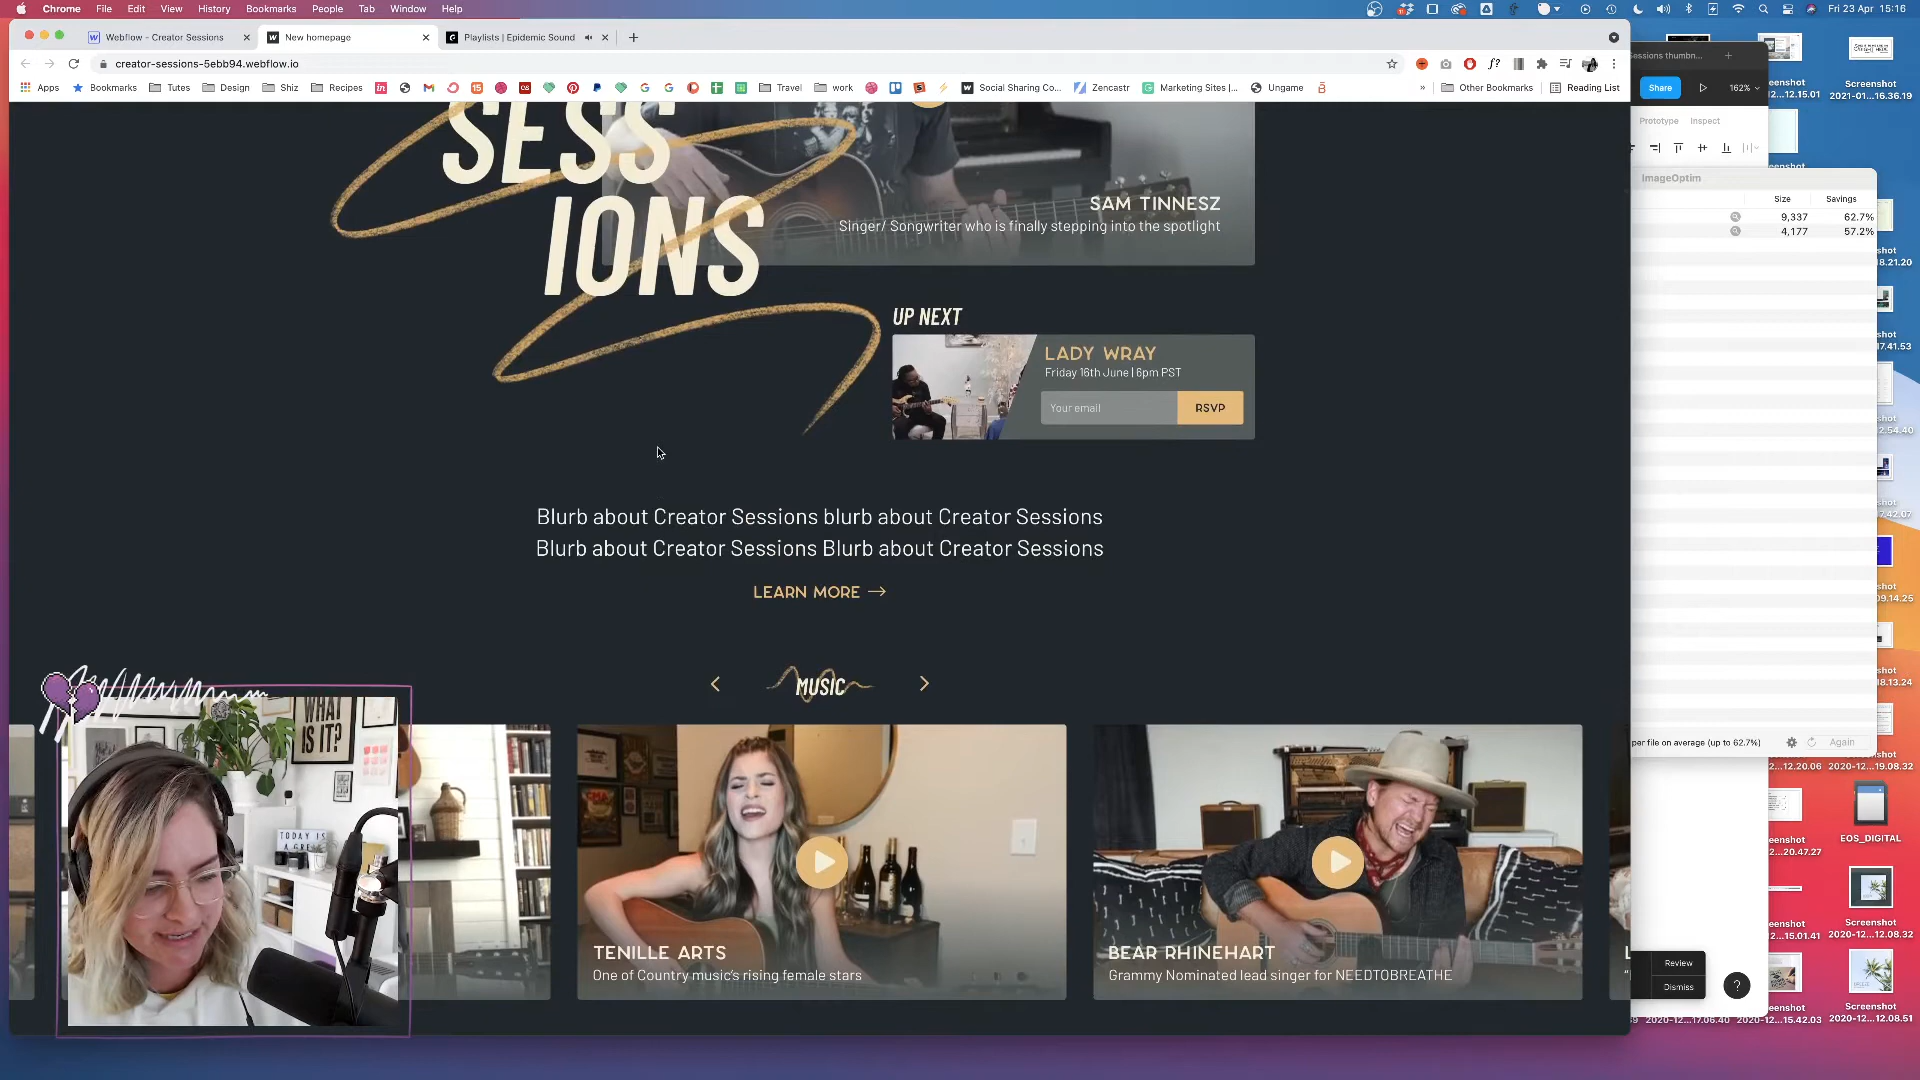 Chrome File Edit View History Bookmarks People Tab Window Help
Fri 23 Apr 15:16
Webflow - Creator Sessions
New homepage
Playlists | Epidemic Sound
creator-sessions-5ebb94.webflow.io
Apps Bookmarks Tutes Design Shiz Recipes Travel work Social Sharing Co... Zencastr Marketing Sites |... Ungame
Other Bookmarks Reading List
SESS
IONS
SAM TINNESZ
Singer/ Songwriter who is finally stepping into the spotlight
UP NEXT
LADY WRAY
Friday 16th June | 6pm PST
Your email RSVP
Blurb about Creator Sessions blurb about Creator Sessions
Blurb about Creator Sessions Blurb about Creator Sessions
LEARN MORE
MUSIC
TENILLE ARTS
One of Country music's rising female stars
BEAR RHINEHART
Grammy Nominated lead singer for NEEDTOBREATHE
WHAT
IS IT?
TODAY IS
A GRE
Sessions thumbn...
Share 162%
Prototype Inspect
ImageOptim
Size Savings
9,337 62.7%
4,177 57.2%
per file on average (up to 62.7%) Again
Review
Dismiss
?
Screenshot
2021-01...16.36.19
EOS_DIGITAL
Screenshot
2020-12...12.08.32
Screenshot
2020-12...12.08.51